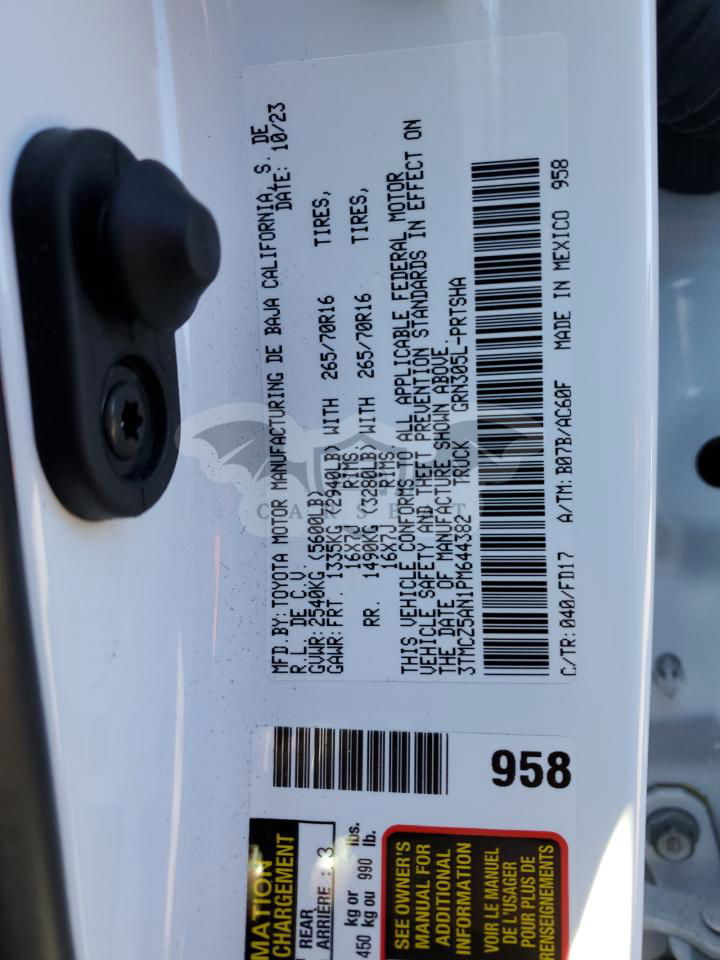 MFD.BY: TOYOTA MOTOR MANUFACTURING DE BAJA CALIFORNIA, S. DE
R.L. DE C.V. DATE: 10/23
GVWR: 2540KG (5600LB)
GAWR: FRT. 1335KG (2940LB) WITH 265/70R16 TIRES,
16X7J RIMS,
RR. 1490KG (3280LB) WITH 265/70R16 TIRES,
16X7J RIMS.
THIS VEHICLE CONFORMS TO ALL APPLICABLE FEDERAL MOTOR
VEHICLE SAFETY AND THEFT PREVENTION STANDARDS IN EFFECT ON
THE DATE OF MANUFACTURE SHOWN ABOVE.
3TMCZ5AN1PM644382 TRUCK GRN305L-PRTSHA
C/TR: 040/FD17 A/TM: B07B/AC60F MADE IN MEXICO 958
958
MATION
CHARGEMENT
REAR
ARRIÈRE : 3
450 kg or 990 lbs.
450 kg ou 990 lb.
SEE OWNER'S
MANUAL FOR
ADDITIONAL
INFORMATION
VOIR LE MANUEL
DE L'USAGER
POUR PLUS DE
RENSEIGNEMENTS